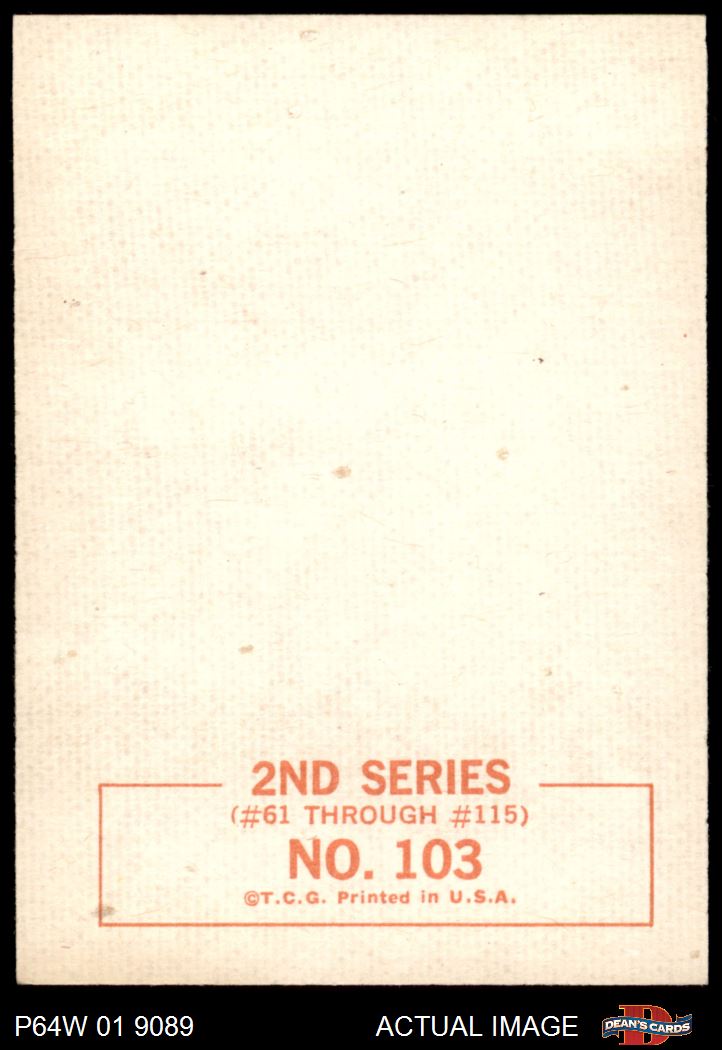 2ND SERIES
(#61 THROUGH #115)
NO. 103
©T.C.G. Printed in U.S.A.
P64W 01 9089
ACTUAL IMAGE
D
DEAN'S CARDS